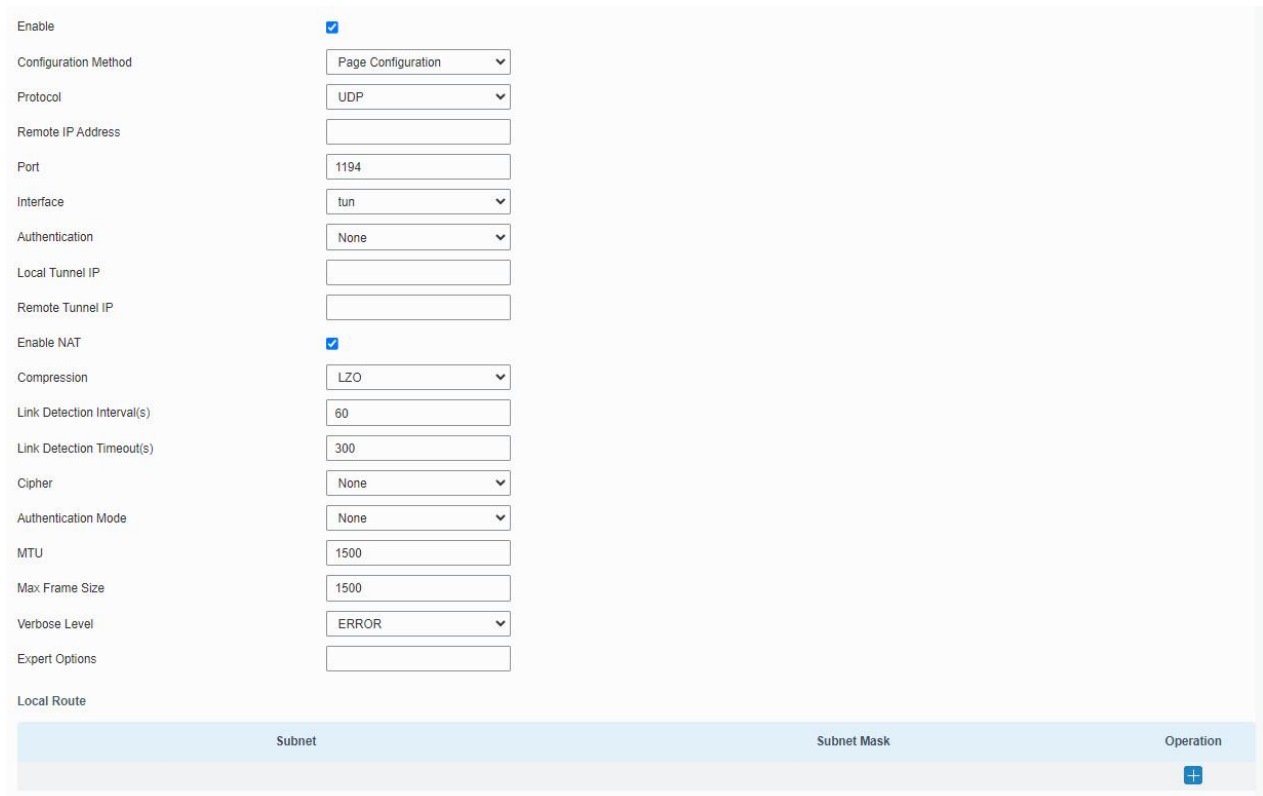 Enable
Configuration Method Page Configuration
Protocol UDP
Remote IP Address
Port 1194
Interface tun
Authentication None
Local Tunnel IP
Remote Tunnel IP
Enable NAT
Compression LZO
Link Detection Interval(s) 60
Link Detection Timeout(s) 300
Cipher None
Authentication Mode None
MTU 1500
Max Frame Size 1500
Verbose Level ERROR
Expert Options
Local Route
Subnet Subnet Mask Operation